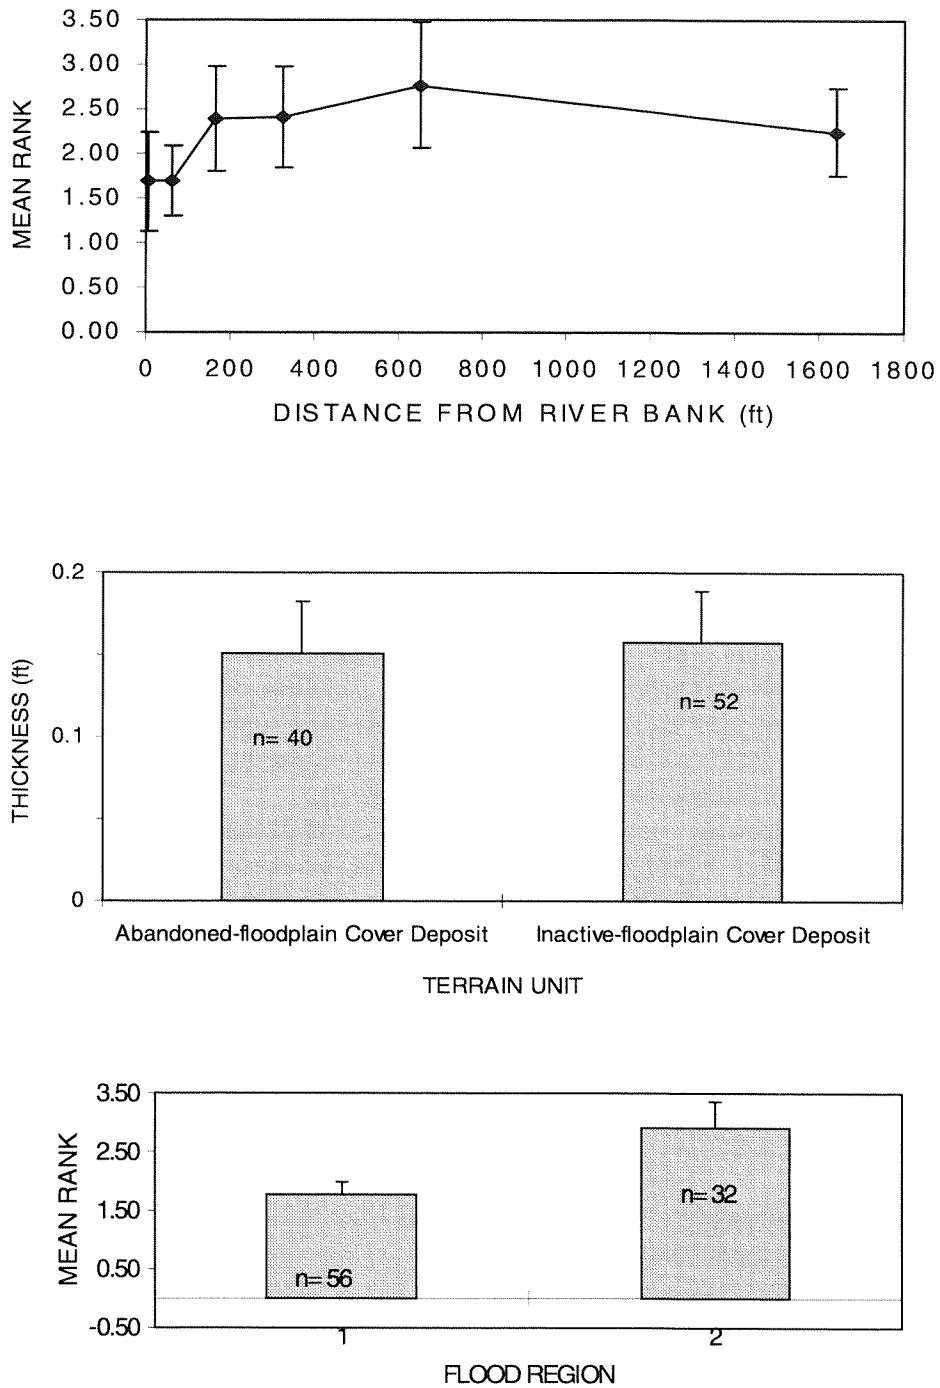 3.50
3.00
2.50
2.00
1.50
1.00
0.50
0.00
MEAN RANK
0 200 400 600 800 1000 1200 1400 1600 1800
DISTANCE FROM RIVER BANK (ft)
0.2
0.1
0
THICKNESS (ft)
n= 40
n= 52
Abandoned-floodplain Cover Deposit Inactive-floodplain Cover Deposit
TERRAIN UNIT
3.50
2.50
1.50
0.50
-0.50
MEAN RANK
n= 56
n= 32
1 2
FLOOD REGION